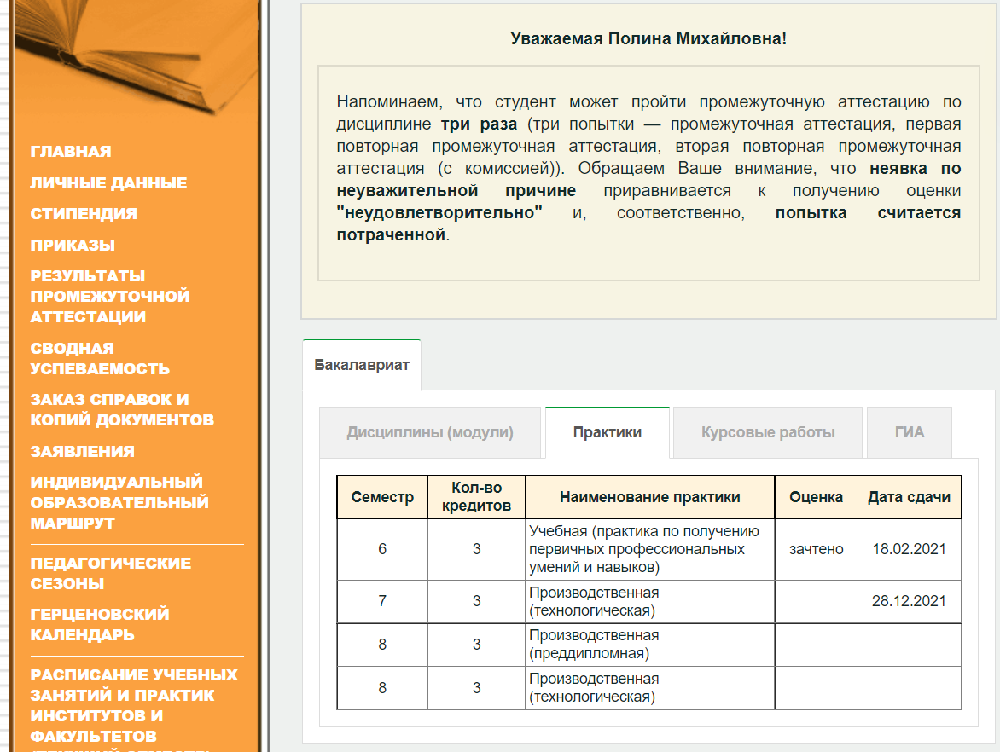 ГЛАВНАЯ
ЛИЧНЫЕ ДАННЫЕ
СТИПЕНДИЯ
ПРИКАЗЫ
РЕЗУЛЬТАТЫ
ПРОМЕЖУТОЧНОЙ
АТТЕСТАЦИИ
СВОДНАЯ
УСПЕВАЕМОСТЬ
ЗАКАЗ СПРАВОК И
КОПИЙ ДОКУМЕНТОВ
ЗАЯВЛЕНИЯ
ИНДИВИДУАЛЬНЫЙ
ОБРАЗОВАТЕЛЬНЫЙ
МАРШРУТ
ПЕДАГОГИЧЕСКИЕ
СЕЗОНЫ
ГЕРЦЕНОВСКИЙ
КАЛЕНДАРЬ
РАСПИСАНИЕ УЧЕБНЫХ
ЗАНЯТИЙ И ПРАКТИК
ИНСТИТУТОВ И
ФАКУЛЬТЕТОВ
Уважаемая Полина Михайловна!
Напоминаем, что студент может пройти промежуточную аттестацию по
дисциплине три раза (три попытки — промежуточная аттестация, первая
повторная промежуточная аттестация, вторая повторная промежуточная
аттестация (с комиссией)). Обращаем Ваше внимание, что неявка по
неуважительной причине приравнивается к получению оценки
"неудовлетворительно" и, соответственно, попытка считается
потраченной.
Бакалавриат
Дисциплины (модули) Практики Курсовые работы ГИА
Семестр Кол-во кредитов Наименование практики Оценка Дата сдачи
6 3 Учебная (практика по получению
первичных профессиональных
умений и навыков) зачтено 18.02.2021
7 3 Производственная
(технологическая) 28.12.2021
8 3 Производственная
(преддипломная)
8 3 Производственная
(технологическая)